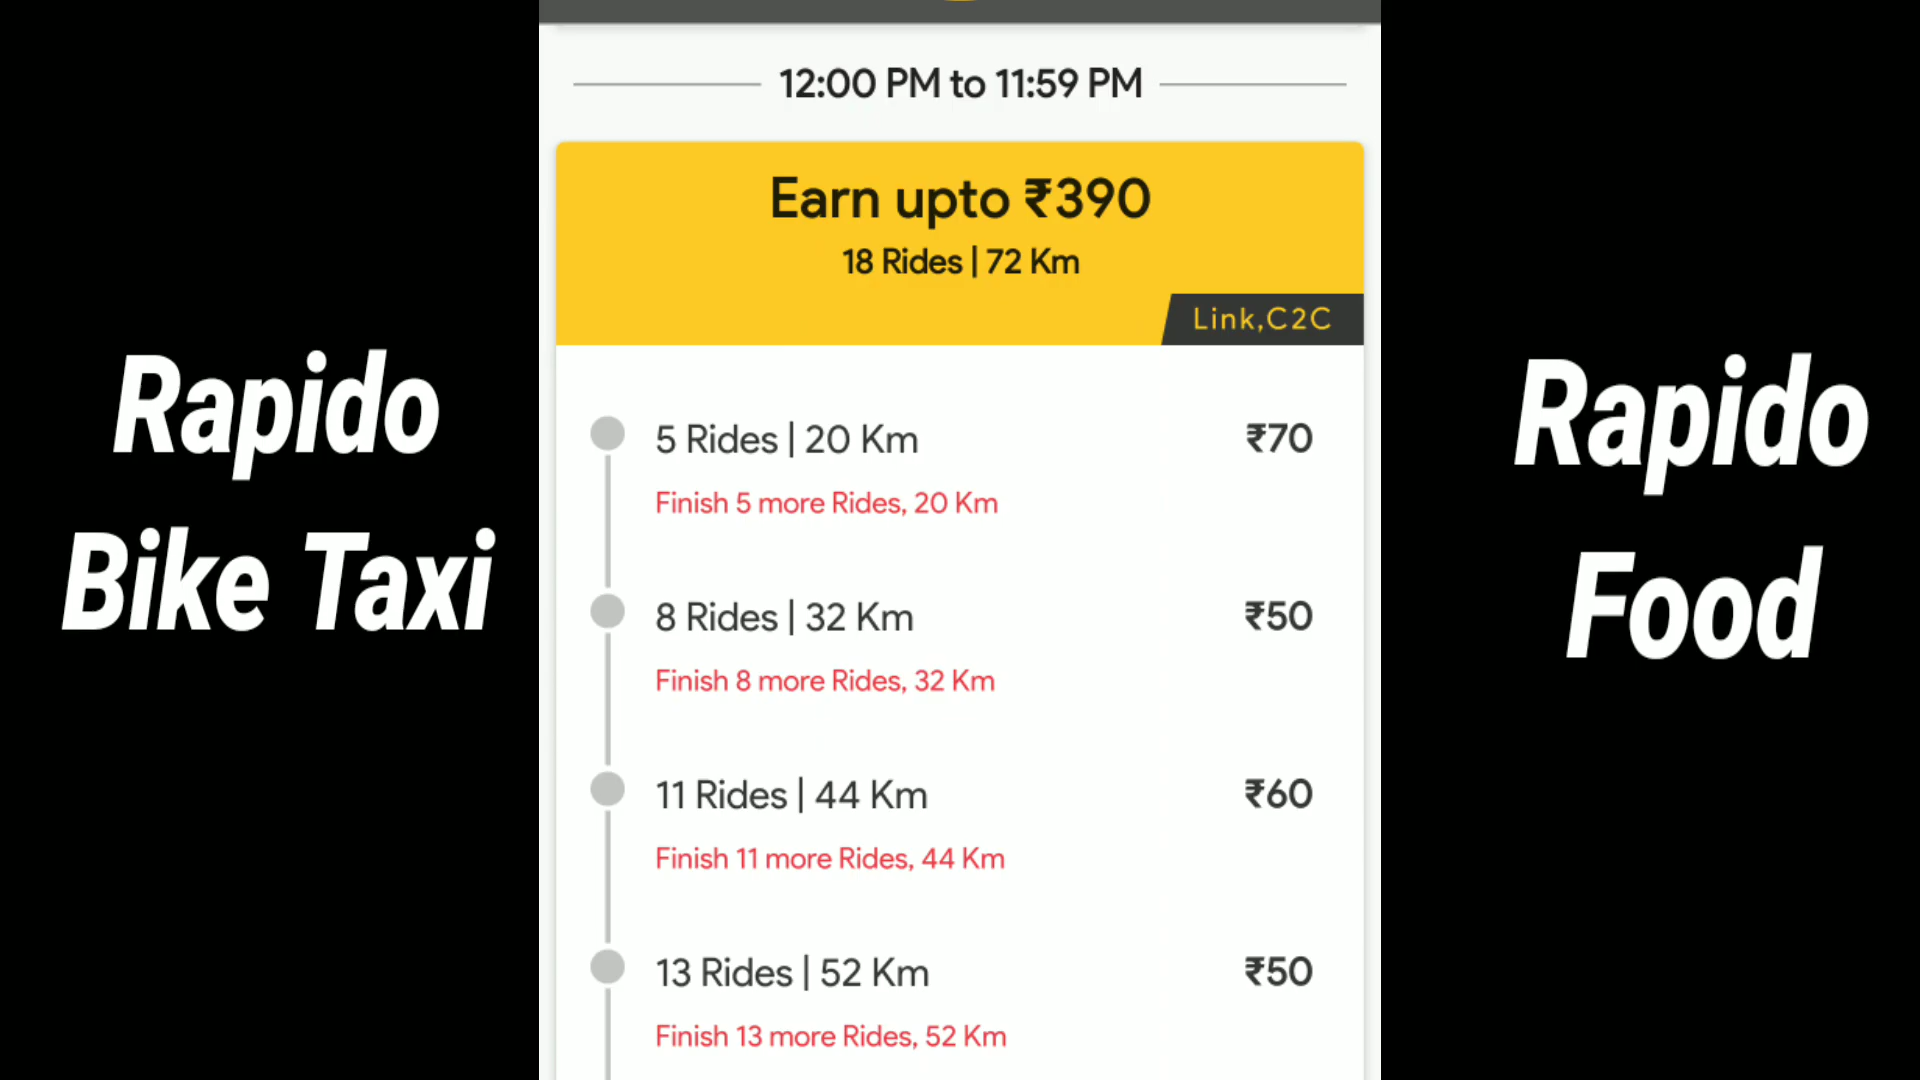 Rapido
Bike Taxi
12:00 PM to 11:59 PM
Earn upto ₹390
18 Rides | 72 Km
Link,C2C
5 Rides | 20 Km ₹70
Finish 5 more Rides, 20 Km
8 Rides | 32 Km ₹50
Finish 8 more Rides, 32 Km
11 Rides | 44 Km ₹60
Finish 11 more Rides, 44 Km
13 Rides | 52 Km ₹50
Finish 13 more Rides, 52 Km
Rapido
Food